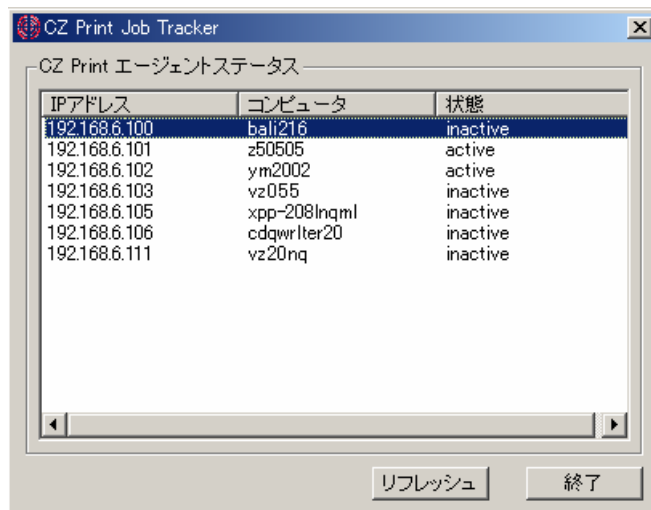 CZ Print Job Tracker
CZ Print エージェントステータス
IPアドレス コンピュータ 状態
192.168.6.100 bali216 inactive
192.168.6.101 z50505 active
192.168.6.102 ym2002 active
192.168.6.103 vz055 inactive
192.168.6.105 xpp-208lnqml inactive
192.168.6.106 cdqwrlter20 inactive
192.168.6.111 vz20nq inactive
リフレッシュ 終了